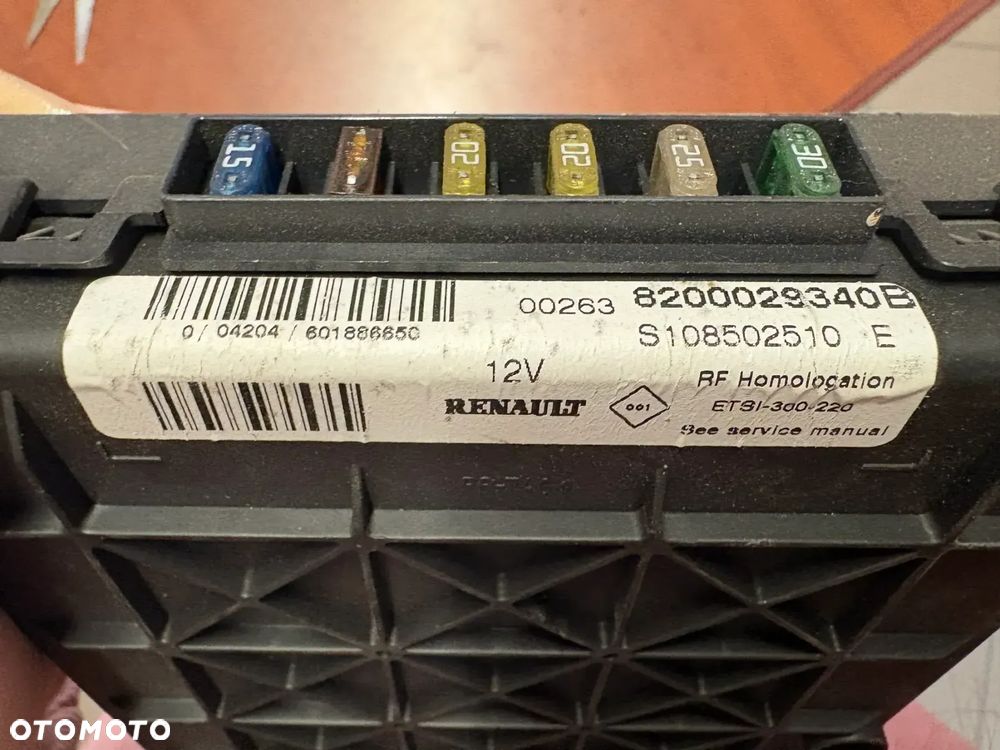 15 20 20 25 30
00263 8200029340B
0/04204/601886650
S108502510 E
12V
RF Homologation
RENAULT 001 ETSI-300-220
See service manual
OTOMOTO